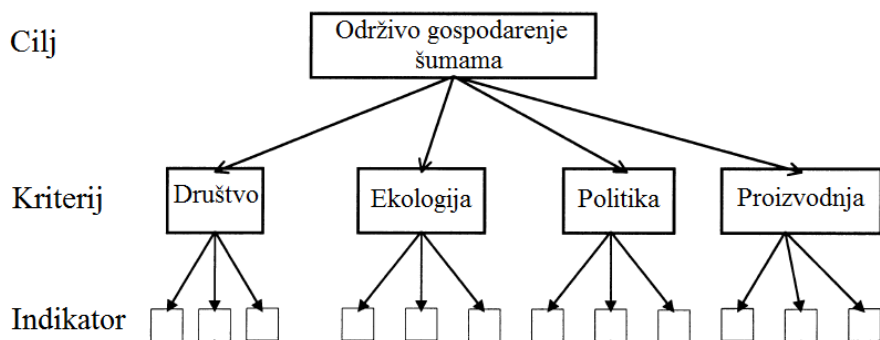 Cilj
Održivo gospodarenje
šumama
Kriterij
Društvo
Ekologija
Politika
Proizvodnja
Indikator